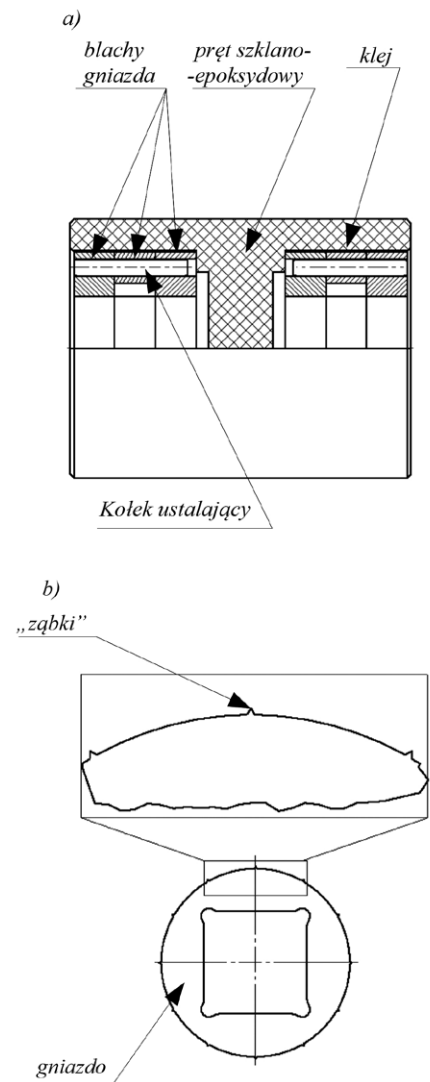 a)
blachy
gniazda
pręt szklano-
-epoksydowy
klej
Kołek ustalający
b)
„ząbki”
gniazdo